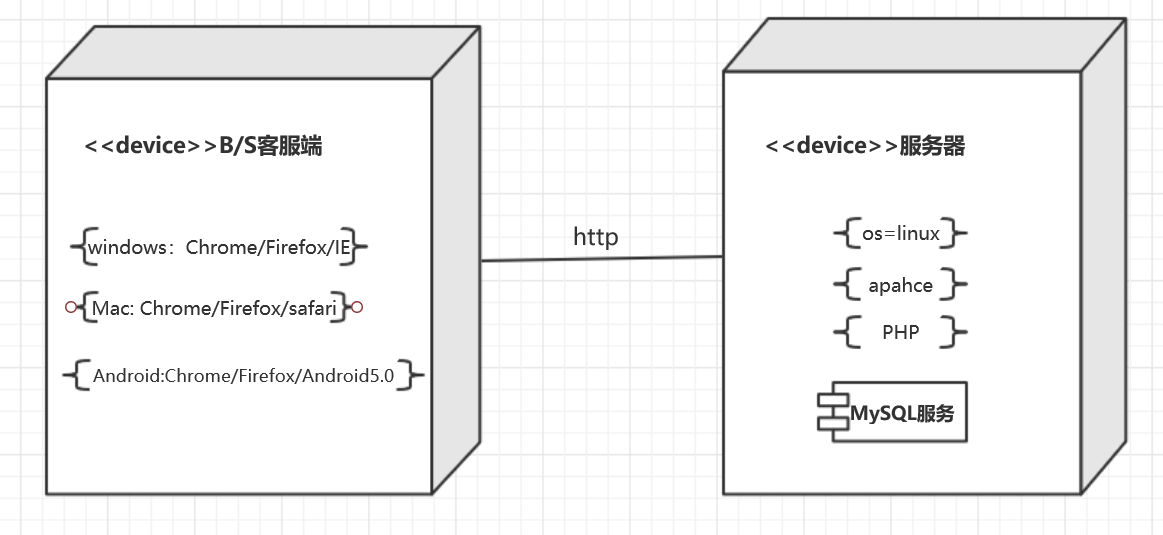 <<device>>B/S客服端
windows：Chrome/Firefox/IE
Mac: Chrome/Firefox/safari
Android:Chrome/Firefox/Android5.0
http
<<device>>服务器
os=linux
apahce
PHP
MySQL服务